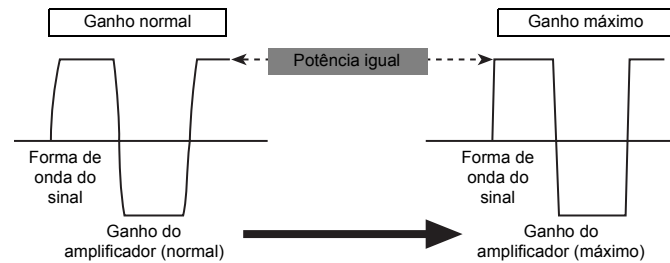 Ganho normal
Ganho máximo
Potência igual
Forma de
onda do
sinal
Forma de
onda do
sinal
Ganho do
amplificador (normal)
Ganho do
amplificador (máximo)